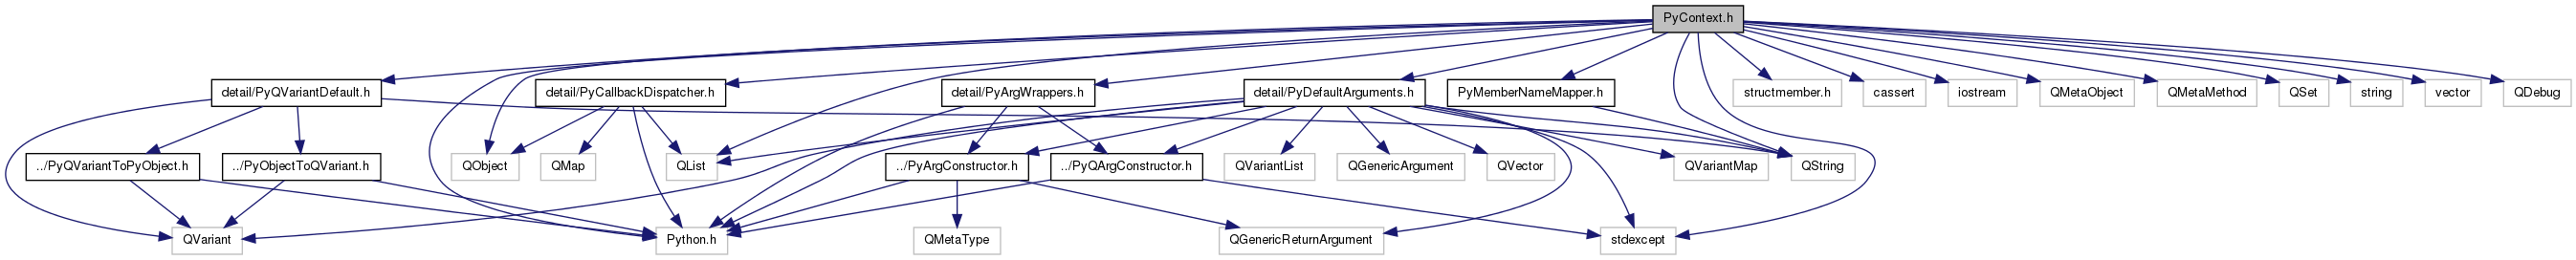 PyContext.h
detail/PyQVariantDefault.h
detail/PyCallbackDispatcher.h
detail/PyArgWrappers.h
detail/PyDefaultArguments.h
PyMemberNameMapper.h
structmember.h
cassert
iostream
QMetaObject
QMetaMethod
QSet
string
vector
QDebug
../PyQVariantToPyObject.h
../PyObjectToQVariant.h
QObject
QMap
QList
../PyArgConstructor.h
../PyQArgConstructor.h
QVariantList
QGenericArgument
QVector
QVariantMap
QString
QVariant
Python.h
QMetaType
QGenericReturnArgument
stdexcept